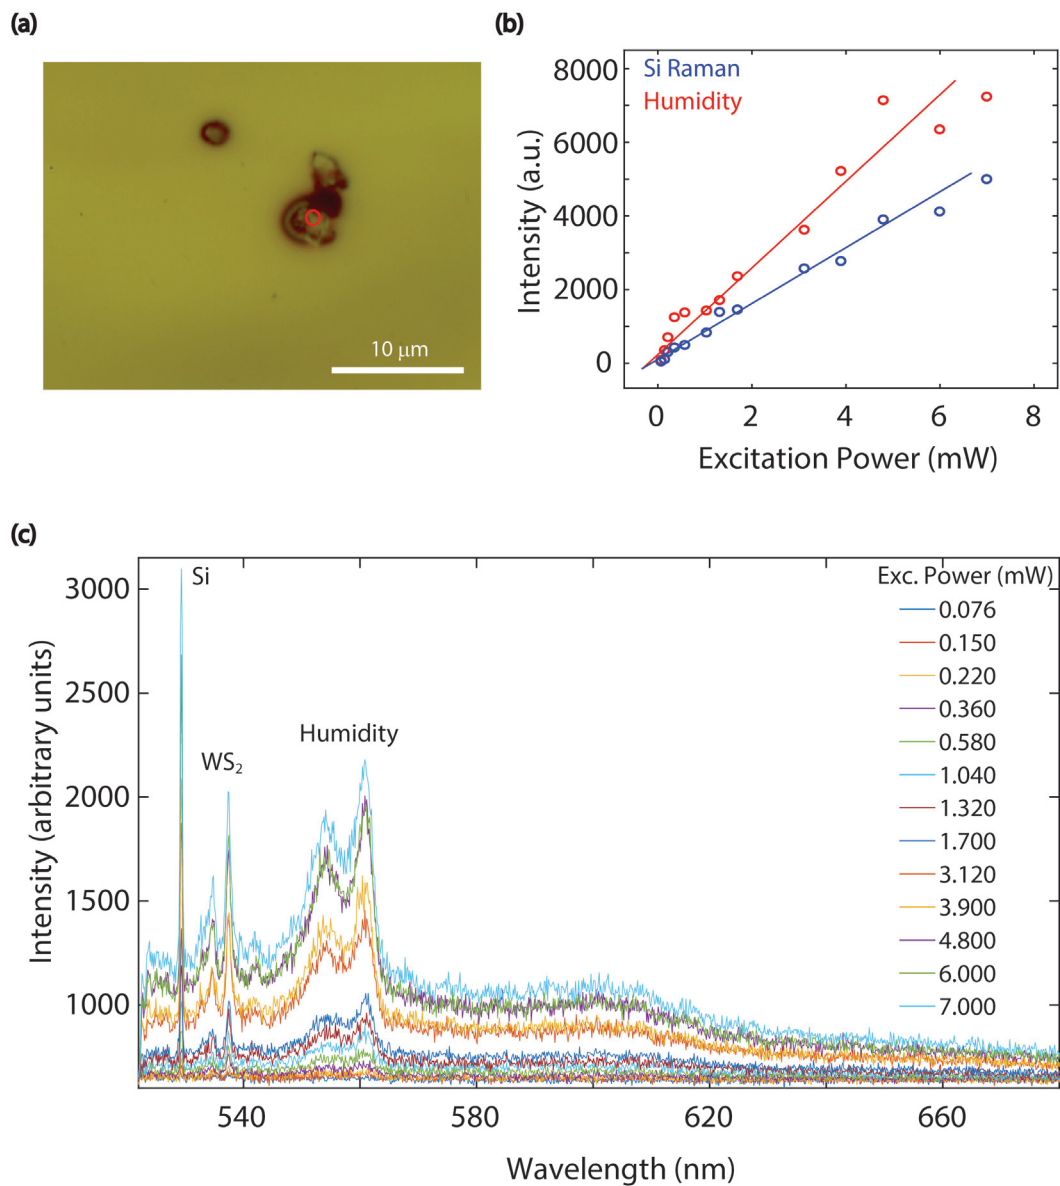 (a)
10 μm
(b)
Si Raman
Humidity
8000
6000
4000
2000
0
Intensity (a.u.)
0 2 4 6 8
Excitation Power (mW)
(c)
Si
WS₂
Humidity
Exc. Power (mW)
0.076
0.150
0.220
0.360
0.580
1.040
1.320
1.700
3.120
3.900
4.800
6.000
7.000
3000
2500
2000
1500
1000
Intensity (arbitrary units)
540 580 620 660
Wavelength (nm)